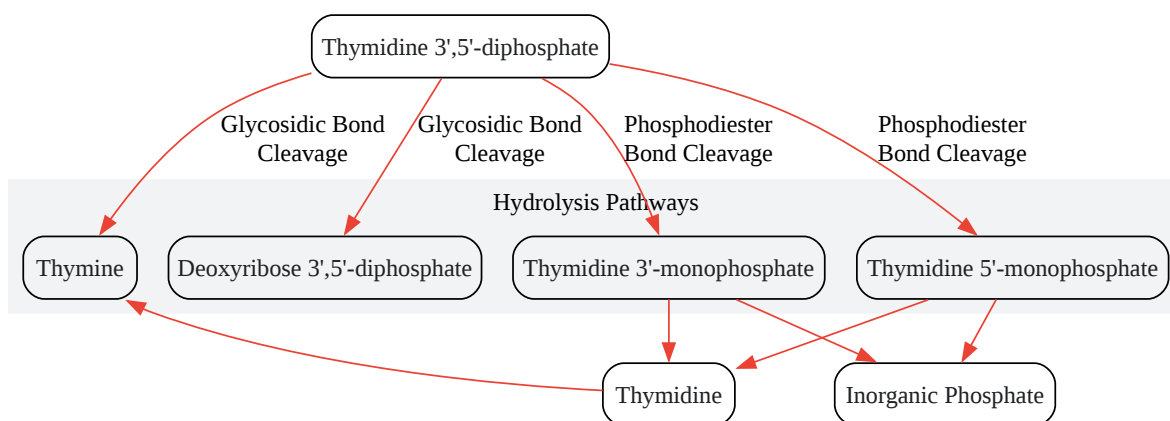 Thymidine 3',5'-diphosphate
Glycosidic Bond
Cleavage
Glycosidic Bond
Cleavage
Phosphodiester
Bond Cleavage
Phosphodiester
Bond Cleavage
Hydrolysis Pathways
Thymine
Deoxyribose 3',5'-diphosphate
Thymidine 3'-monophosphate
Thymidine 5'-monophosphate
Thymidine
Inorganic Phosphate